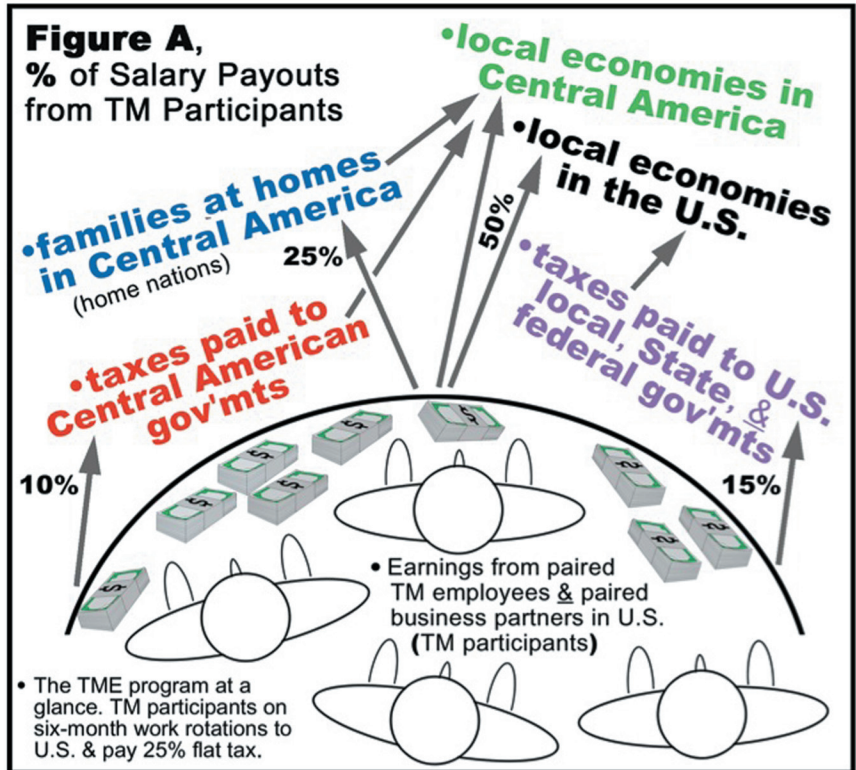 Figure A,
% of Salary Payouts
from TM Participants
•local economies in
Central America
•local economies
in the U.S.
•families at homes
in Central America
(home nations)
25%
50%
•taxes paid to
Central American
gov'mts
•taxes paid to U.S.
local, State, &
federal gov'mts
10%
15%
• Earnings from paired
TM employees & paired
business partners in U.S.
(TM participants)
• The TME program at a
glance. TM participants on
six-month work rotations to
U.S. & pay 25% flat tax.
$
$
$
$
$
$
$
$
$